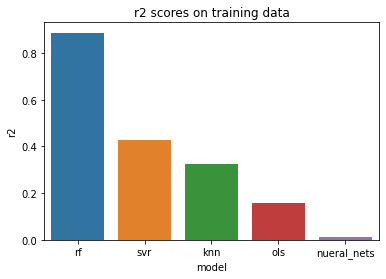 r2 scores on training data
r2
0.8
0.6
0.4
0.2
0.0
rf svr knn ols nueral_nets
model